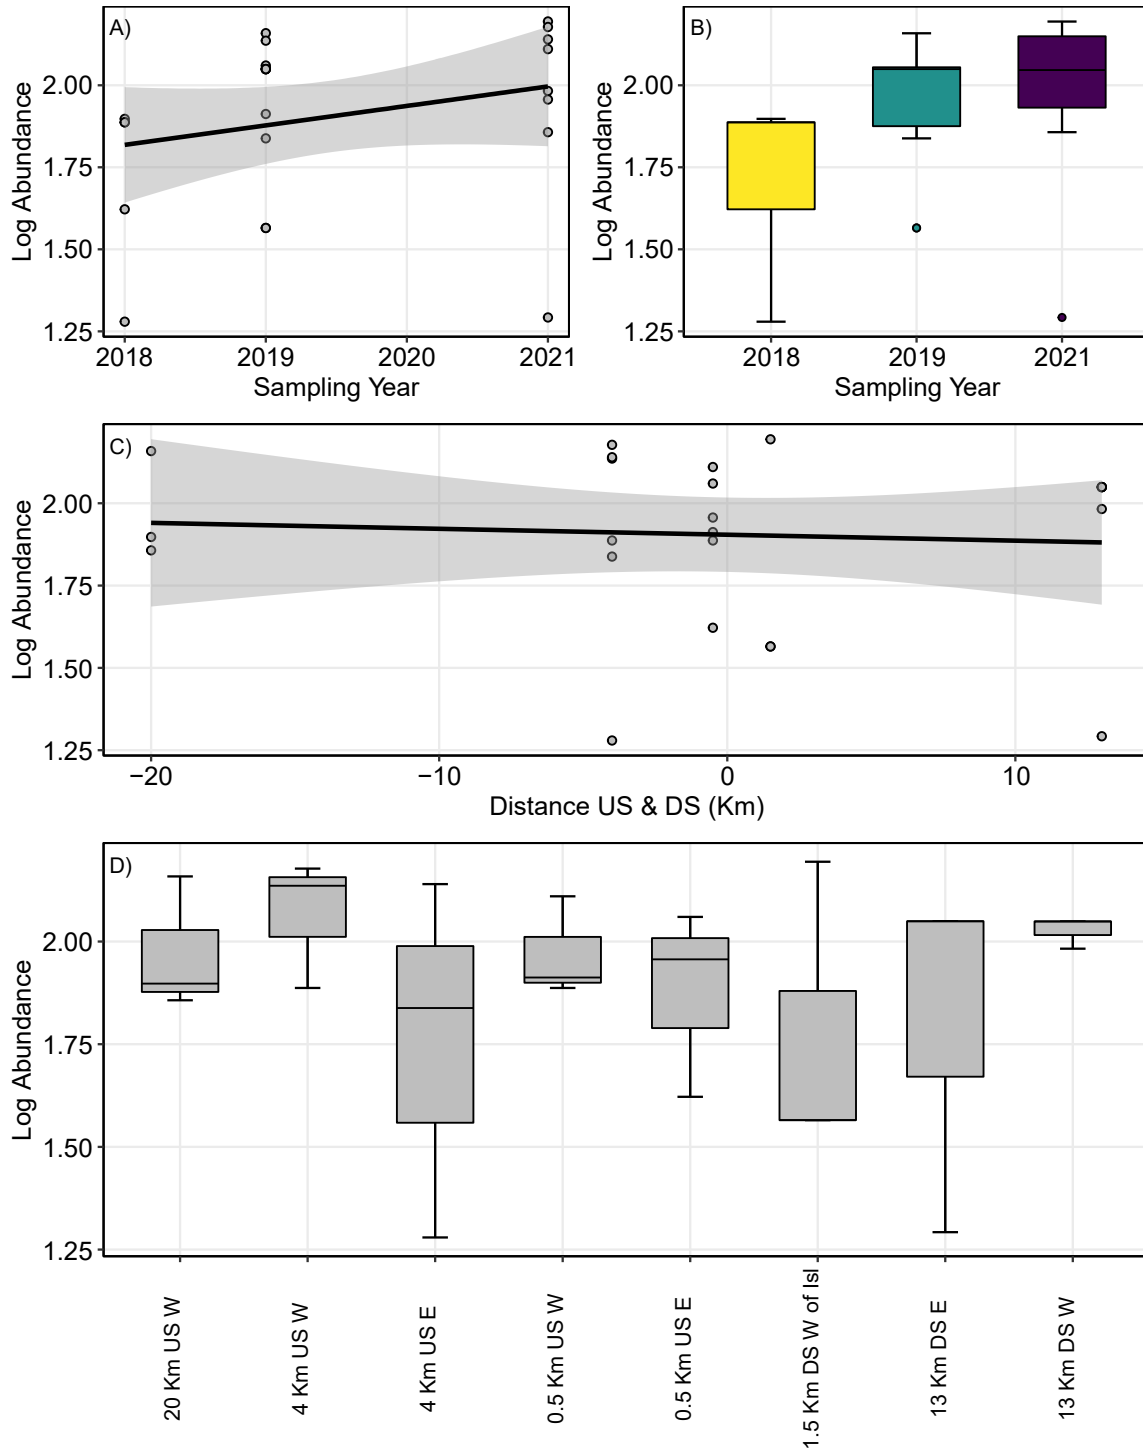 A)
Log Abundance
2.00
1.75
1.50
1.25
2018 2019 2020 2021
Sampling Year
B)
Log Abundance
2.00
1.75
1.50
1.25
2018 2019 2021
Sampling Year
C)
Log Abundance
2.00
1.75
1.50
1.25
−20 −10 0 10
Distance US & DS (Km)
D)
Log Abundance
2.00
1.75
1.50
1.25
20 Km US W
4 Km US W
4 Km US E
0.5 Km US W
0.5 Km US E
1.5 Km DS W of Isl
13 Km DS E
13 Km DS W